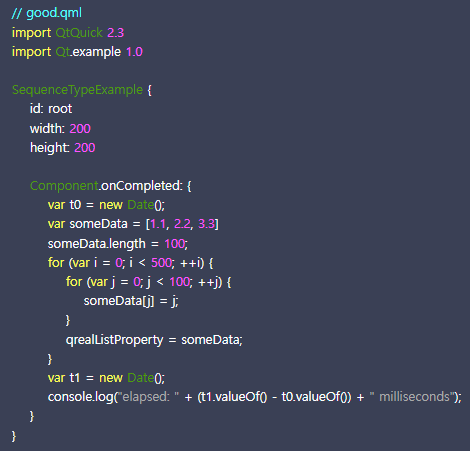 // good.qml
import QtQuick 2.3
import Qt.example 1.0

SequenceTypeExample {
    id: root
    width: 200
    height: 200

    Component.onCompleted: {
        var t0 = new Date();
        var someData = [1.1, 2.2, 3.3]
        someData.length = 100;
        for (var i = 0; i < 500; ++i) {
            for (var j = 0; j < 100; ++j) {
                someData[j] = j;
            }
            qrealListProperty = someData;
        }
        var t1 = new Date();
        console.log("elapsed: " + (t1.valueOf() - t0.valueOf()) + " milliseconds");
    }
}